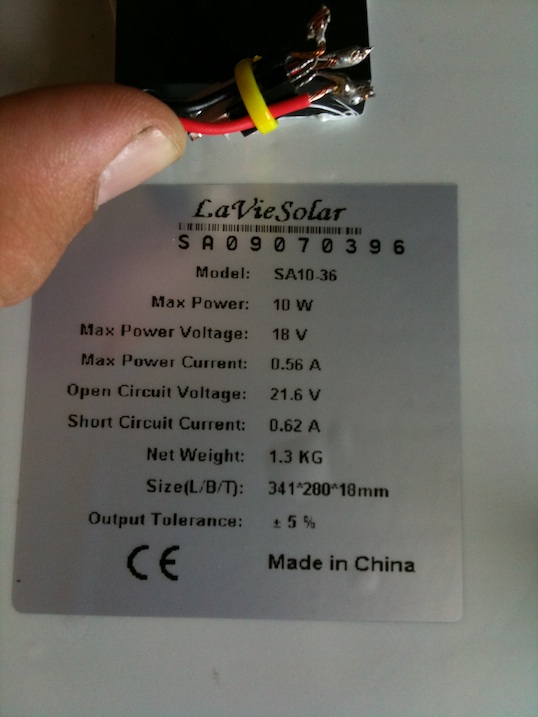 LaVieSolar
SA09070396
Model: SA10-36
Max Power: 10 W
Max Power Voltage: 18 V
Max Power Current: 0.56 A
Open Circuit Voltage: 21.6 V
Short Circuit Current: 0.62 A
Net Weight: 1.3 KG
Size(L/B/T): 341*280*18mm
Output Tolerance: ± 5 %
CE Made in China